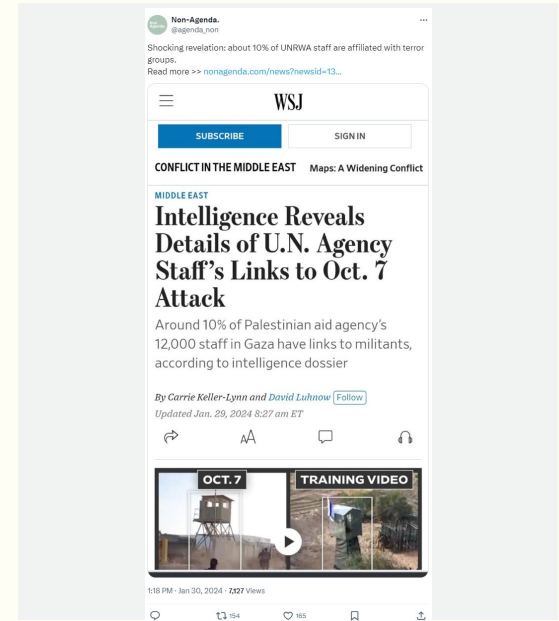 Non-Agenda.
@agenda_non
Shocking revelation: about 10% of UNRWA staff are affiliated with terror
groups.
Read more >> nonagenda.com/news?newsid=13...
WSJ
SUBSCRIBE
SIGN IN
CONFLICT IN THE MIDDLE EAST Maps: A Widening Conflict
MIDDLE EAST
Intelligence Reveals
Details of U.N. Agency
Staff's Links to Oct. 7
Attack
Around 10% of Palestinian aid agency's
12,000 staff in Gaza have links to militants,
according to intelligence dossier
By Carrie Keller-Lynn and David Luhnow Follow
Updated Jan. 29, 2024 8:27 am ET
AA
OCT. 7
TRAINING VIDEO
1:18 PM · Jan 30, 2024 · 7,127 Views
154
165